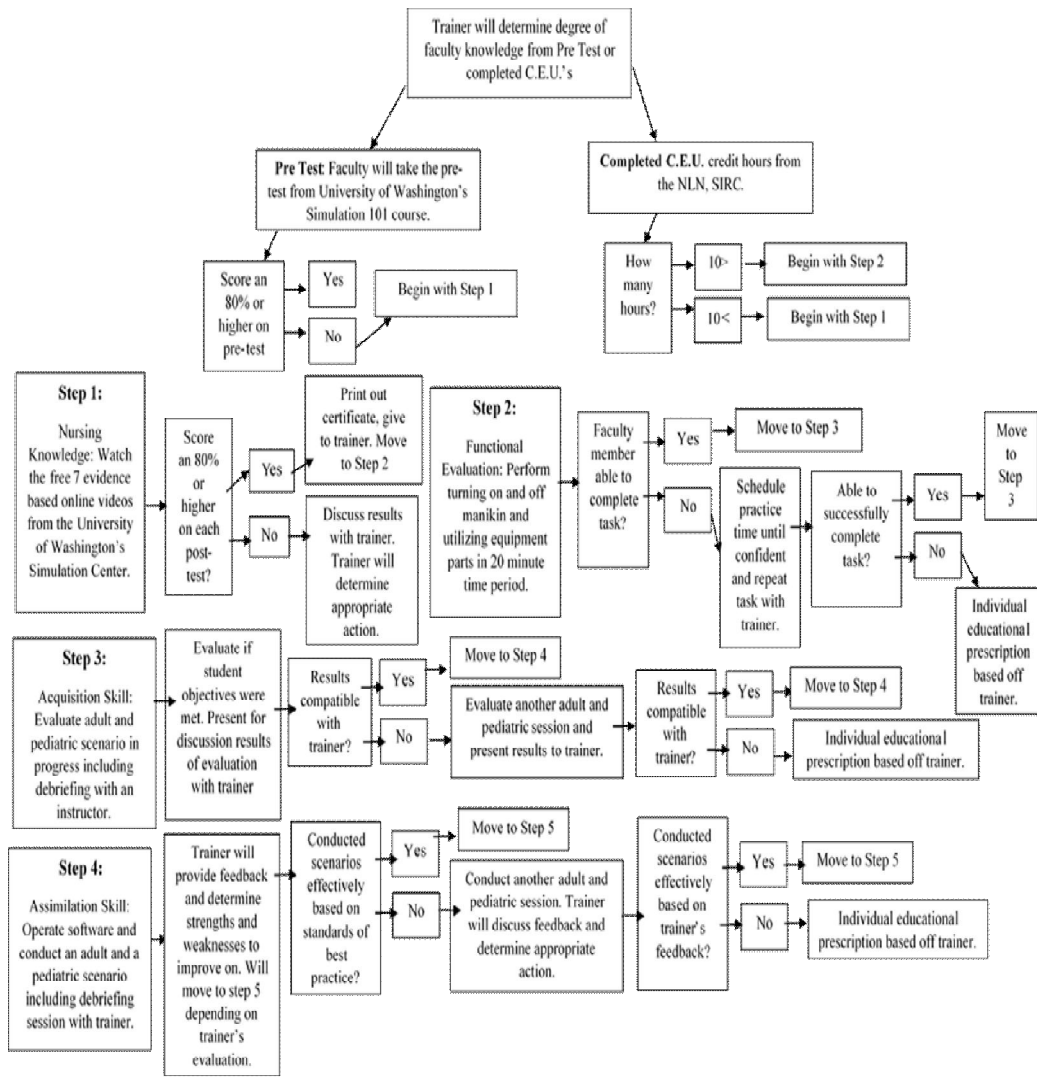 Trainer will determine degree of
faculty knowledge from Pre Test or
completed C.E.U.'s
Pre Test: Faculty will take the pre-
test from University of Washington's
Simulation 101 course.
Completed C.E.U. credit hours from
the NLN, SIRC.
Score an
80% or
higher on
pre-test
Yes
No
Begin with Step 1
How
many
hours?
10>
Begin with Step 2
10<
Begin with Step 1
Step 1:
Nursing
Knowledge: Watch
the free 7 evidence
based online videos
from the University
of Washington's
Simulation Center.
Score
an 80%
or
higher
on each
post-
test?
Yes
No
Print out
certificate, give
to trainer. Move
to Step 2
Discuss results
with trainer.
Trainer will
determine
appropriate
action.
Step 2:
Functional
Evaluation: Perform
turning on and off
manikin and
utilizing equipment
parts in 20 minute
time period.
Faculty
member
able to
complete
task?
Yes
Move to Step 3
No
Schedule
practice
time until
confident
and repeat
task with
trainer.
Able to
successfully
complete
task?
Yes
Move
to
Step
3
No
Individual
educational
prescription
based off
trainer.
Step 3:
Acquisition Skill:
Evaluate adult and
pediatric scenario in
progress including
debriefing with an
instructor.
Evaluate if
student
objectives were
met. Present for
discussion results
of evaluation
with trainer
Results
compatible
with
trainer?
Yes
Move to Step 4
No
Evaluate another adult
and pediatric session and
present results to trainer.
Results
compatible
with
trainer?
Yes
Move to Step 4
No
Individual educational
prescription based off trainer.
Step 4:
Assimilation Skill:
Operate software and
conduct an adult and a
pediatric scenario
including debriefing
session with trainer.
Trainer will
provide feedback
and determine
strengths and
weaknesses to
improve on. Will
move to step 5
depending on
trainer's
evaluation.
Conducted
scenarios
effectively
based on
standards of
best
practice?
Yes
Move to Step 5
No
Conduct another adult and
pediatric session. Trainer
will discuss feedback and
determine appropriate
action.
Conducted
scenarios
effectively
based on
trainer's
feedback?
Yes
Move to Step 5
No
Individual educational
prescription based off trainer.